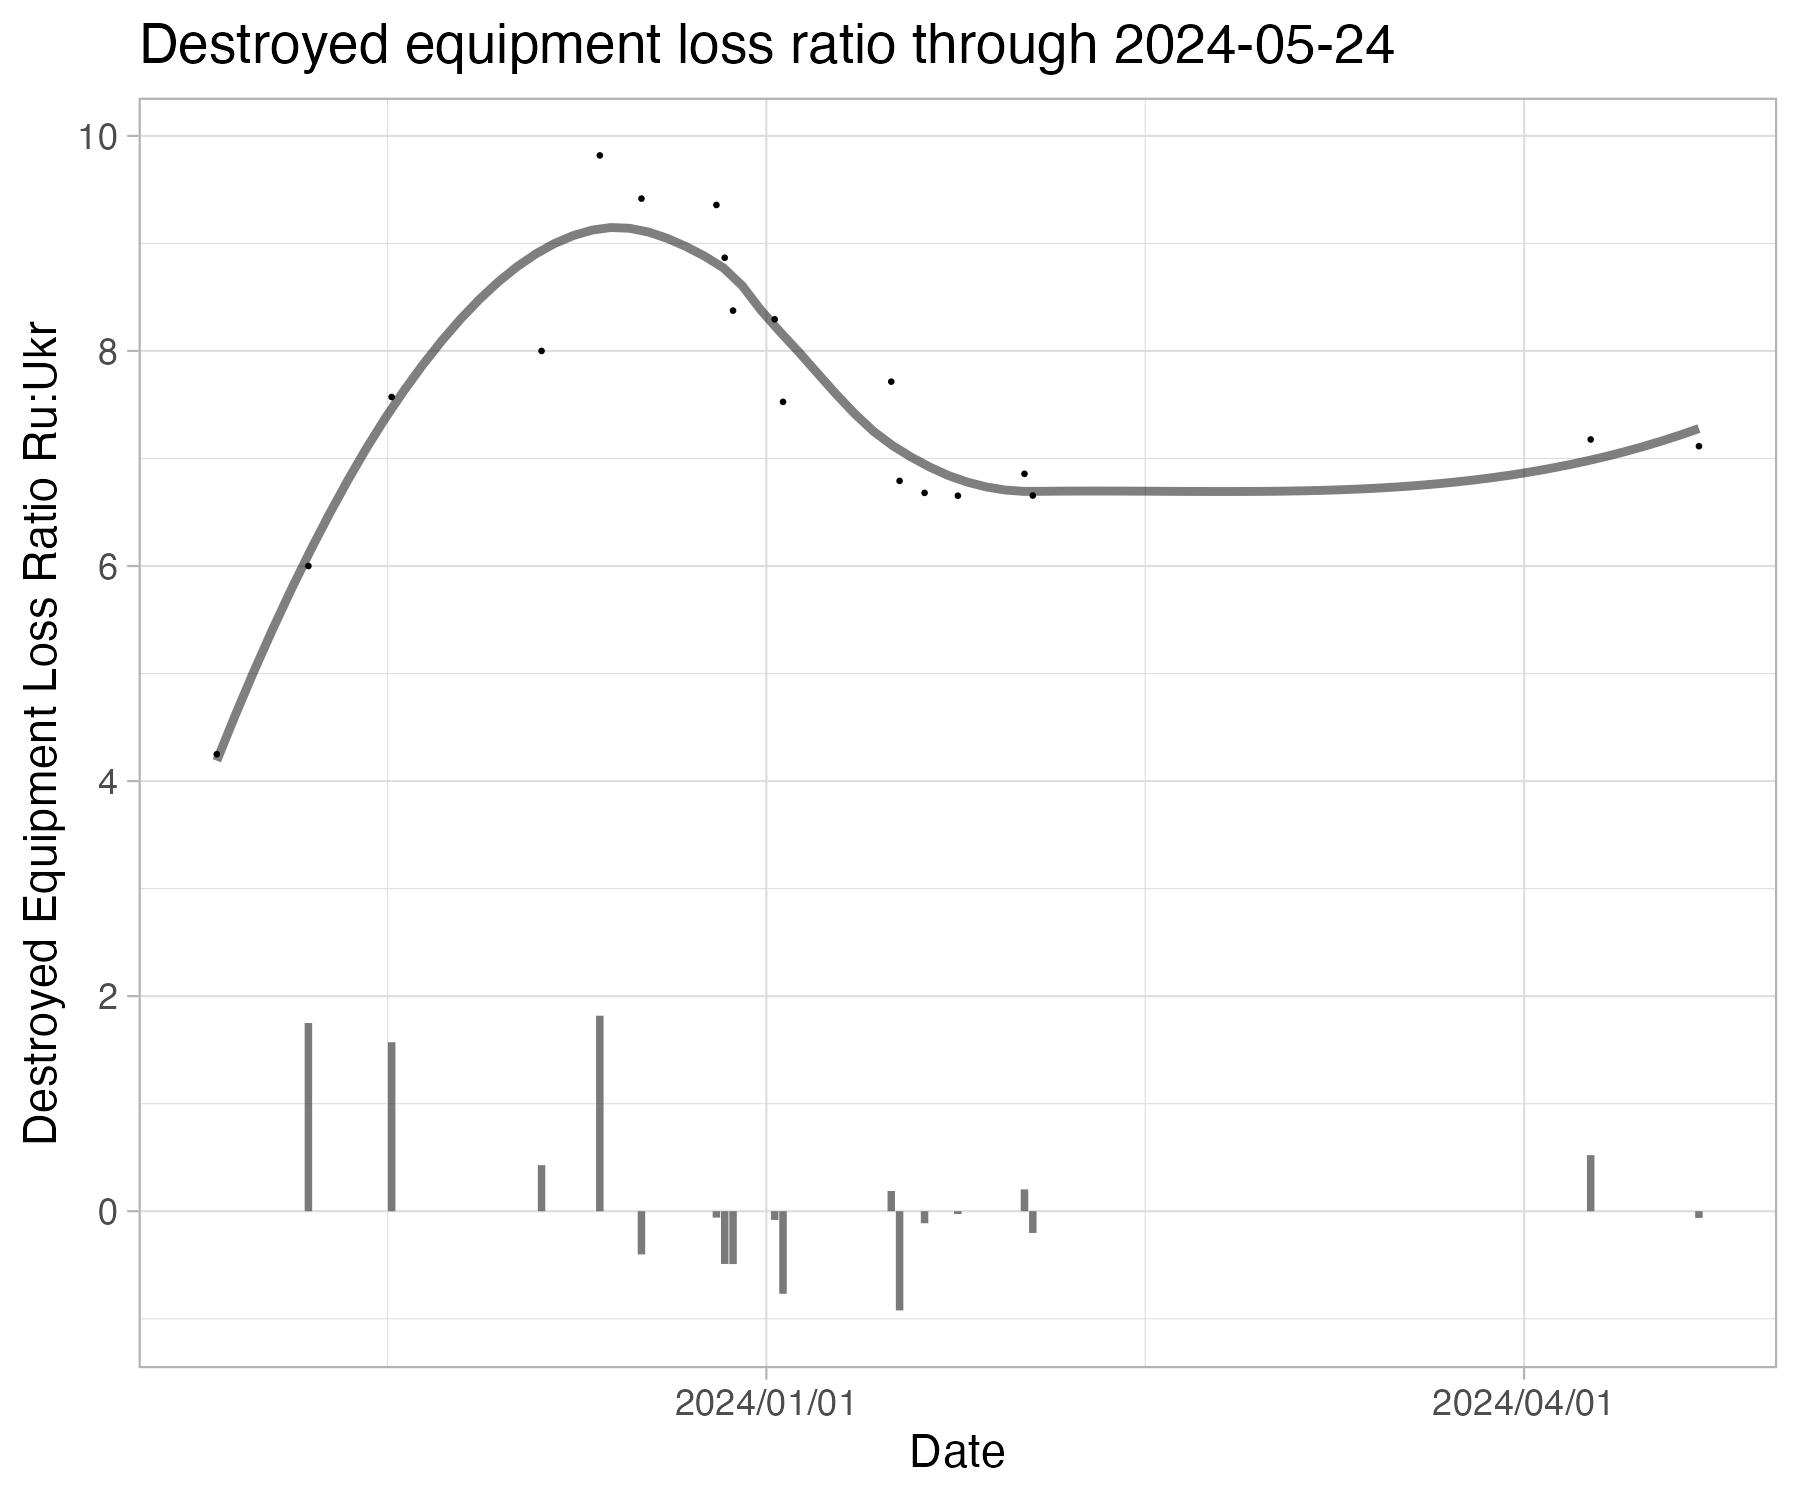 Destroyed equipment loss ratio through 2024-05-24
Destroyed Equipment Loss Ratio Ru:Ukr
10
8
6
4
2
0
2024/01/01
2024/04/01
Date